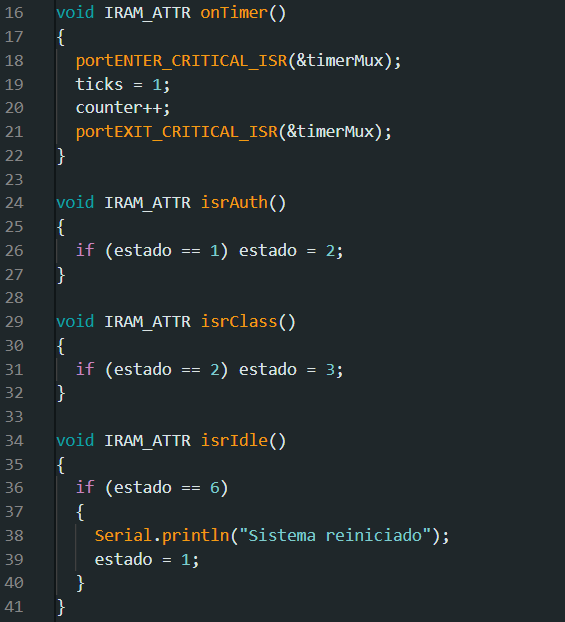 16 void IRAM_ATTR onTimer()
17 {
18   portENTER_CRITICAL_ISR(&timerMux);
19   ticks = 1;
20   counter++;
21   portEXIT_CRITICAL_ISR(&timerMux);
22 }
23
24 void IRAM_ATTR isrAuth()
25 {
26   if (estado == 1) estado = 2;
27 }
28
29 void IRAM_ATTR isrClass()
30 {
31   if (estado == 2) estado = 3;
32 }
33
34 void IRAM_ATTR isrIdle()
35 {
36   if (estado == 6)
37   {
38     Serial.println("Sistema reiniciado");
39     estado = 1;
40   }
41 }